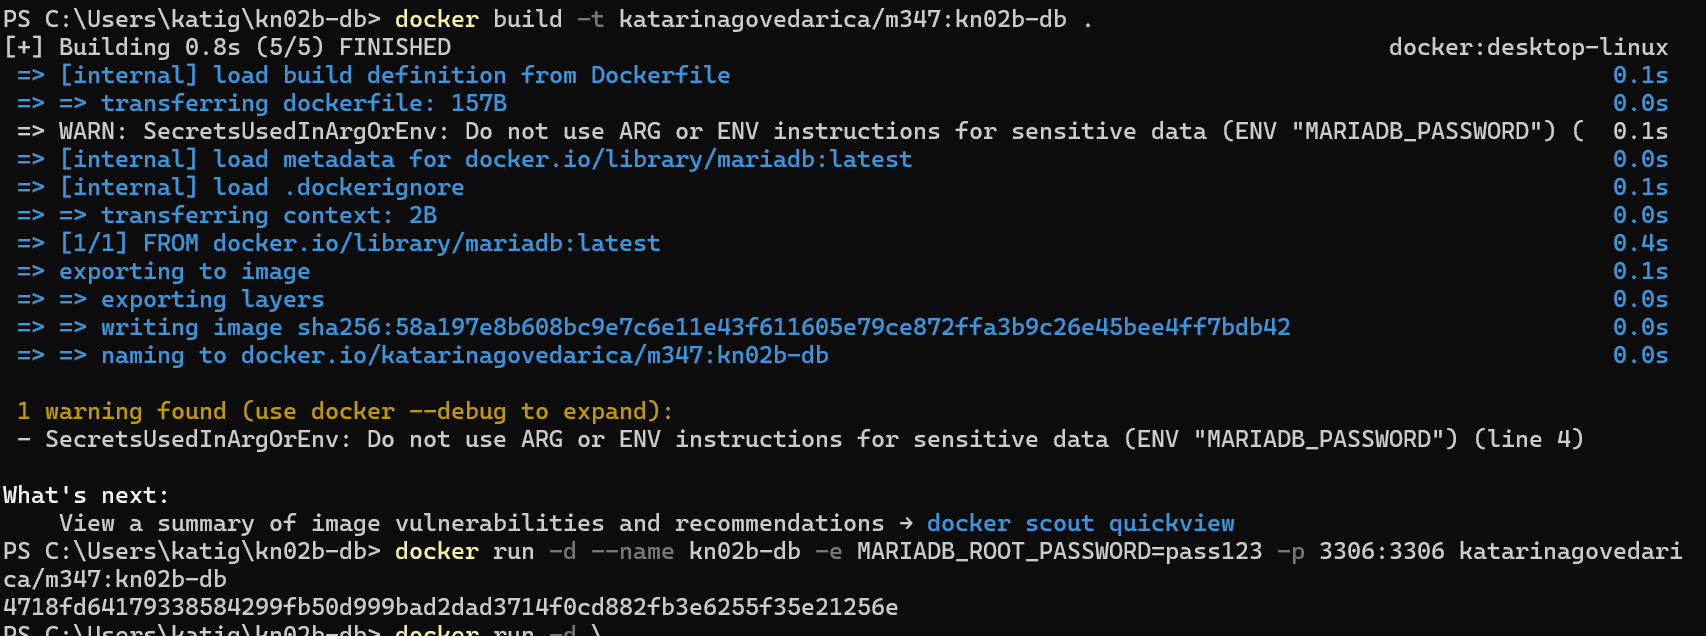 PS C:\Users\katig\kn02b-db> docker build -t katarinagovedarica/m347:kn02b-db .
[+] Building 0.8s (5/5) FINISHED docker:desktop-linux
=> [internal] load build definition from Dockerfile 0.1s
=> => transferring dockerfile: 157B 0.0s
=> WARN: SecretsUsedInArgOrEnv: Do not use ARG or ENV instructions for sensitive data (ENV "MARIADB_PASSWORD") ( 0.1s
=> [internal] load metadata for docker.io/library/mariadb:latest 0.0s
=> [internal] load .dockerignore 0.1s
=> => transferring context: 2B 0.0s
=> [1/1] FROM docker.io/library/mariadb:latest 0.4s
=> exporting to image 0.1s
=> => exporting layers 0.0s
=> => writing image sha256:58a197e8b608bc9e7c6e11e43f611605e79ce872ffa3b9c26e45bee4ff7bdb42 0.0s
=> => naming to docker.io/katarinagovedarica/m347:kn02b-db 0.0s
1 warning found (use docker --debug to expand):
- SecretsUsedInArgOrEnv: Do not use ARG or ENV instructions for sensitive data (ENV "MARIADB_PASSWORD") (line 4)
What's next:
View a summary of image vulnerabilities and recommendations → docker scout quickview
PS C:\Users\katig\kn02b-db> docker run -d --name kn02b-db -e MARIADB_ROOT_PASSWORD=pass123 -p 3306:3306 katarinagovedari
ca/m347:kn02b-db
4718fd64179338584299fb50d999bad2dad3714f0cd882fb3e6255f35e21256e
PS C:\Users\katig\kn02b-db> docker run -d \